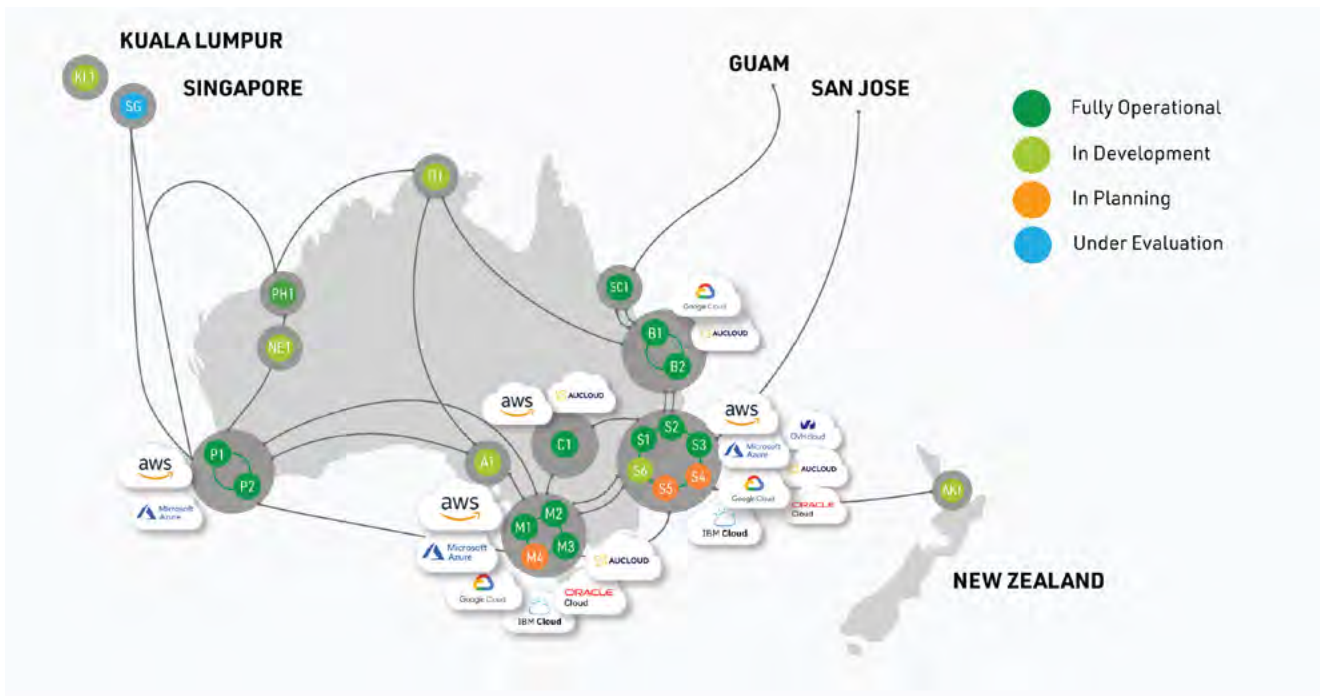 KUALA LUMPUR
KL1
SINGAPORE
SG
GUAM
SAN JOSE
Fully Operational
In Development
In Planning
Under Evaluation
D1
PH1
NE1
SC1
Google Cloud
B1
AUCLOUD
B2
aws
AUCLOUD
C1
aws
S1
S2
S3
S4
S5
S6
OVHcloud
Microsoft
Azure
AUCLOUD
Google Cloud
ORACLE
Cloud
IBM Cloud
P1
P2
aws
Microsoft
Azure
A1
aws
M1
M2
M3
M4
Microsoft
Azure
AUCLOUD
Google Cloud
ORACLE
Cloud
IBM Cloud
AK1
NEW ZEALAND